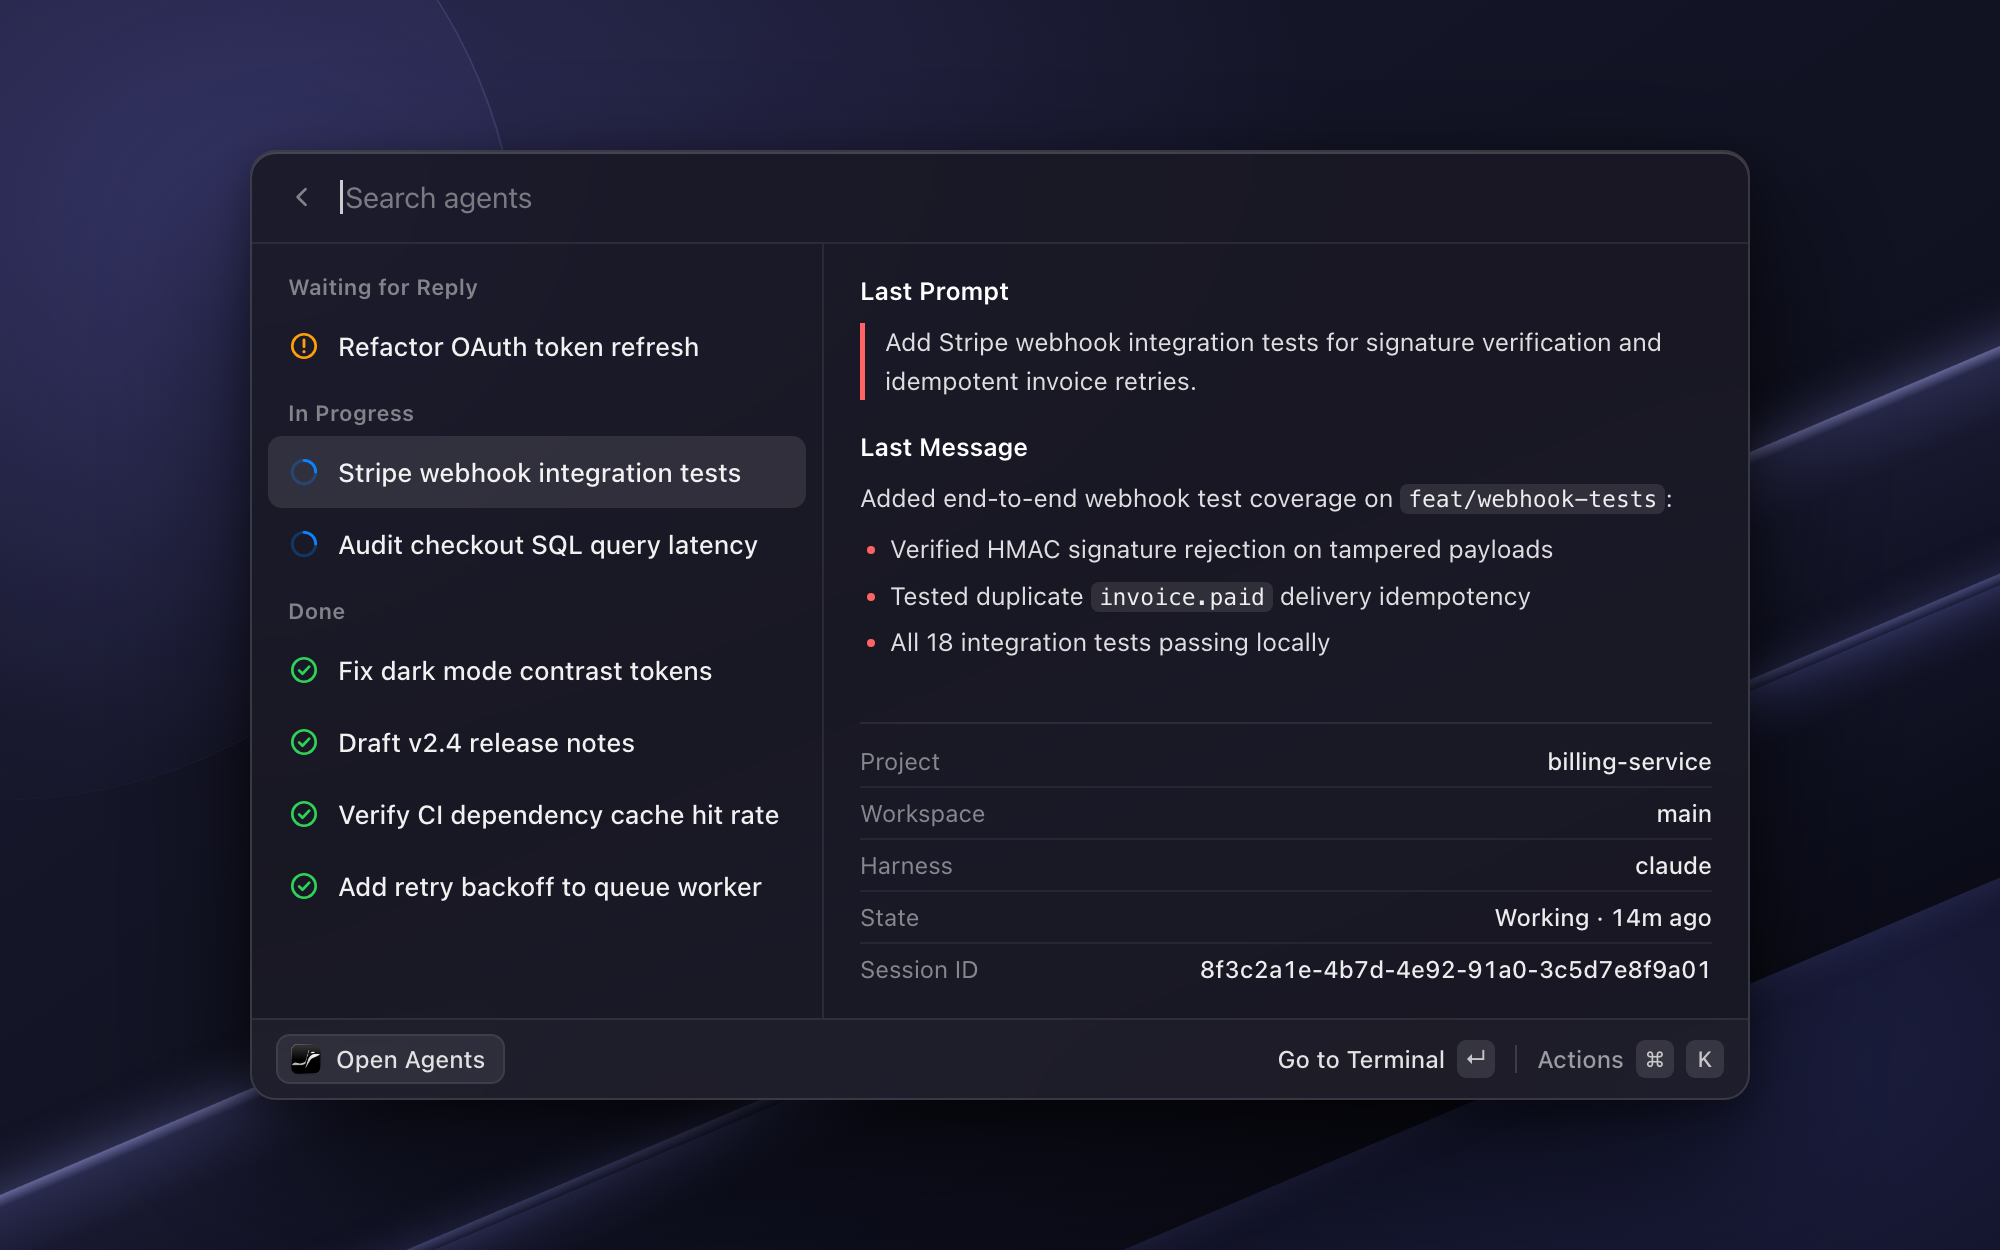 Search agents
Waiting for Reply
Refactor OAuth token refresh
In Progress
Stripe webhook integration tests
Audit checkout SQL query latency
Done
Fix dark mode contrast tokens
Draft v2.4 release notes
Verify CI dependency cache hit rate
Add retry backoff to queue worker
Last Prompt
Add Stripe webhook integration tests for signature verification and
idempotent invoice retries.
Last Message
Added end-to-end webhook test coverage on feat/webhook-tests:
• Verified HMAC signature rejection on tampered payloads
• Tested duplicate invoice.paid delivery idempotency
• All 18 integration tests passing locally
Project billing-service
Workspace main
Harness claude
State Working · 14m ago
Session ID 8f3c2a1e-4b7d-4e92-91a0-3c5d7e8f9a01
Open Agents
Go to Terminal ↵ Actions ⌘ K